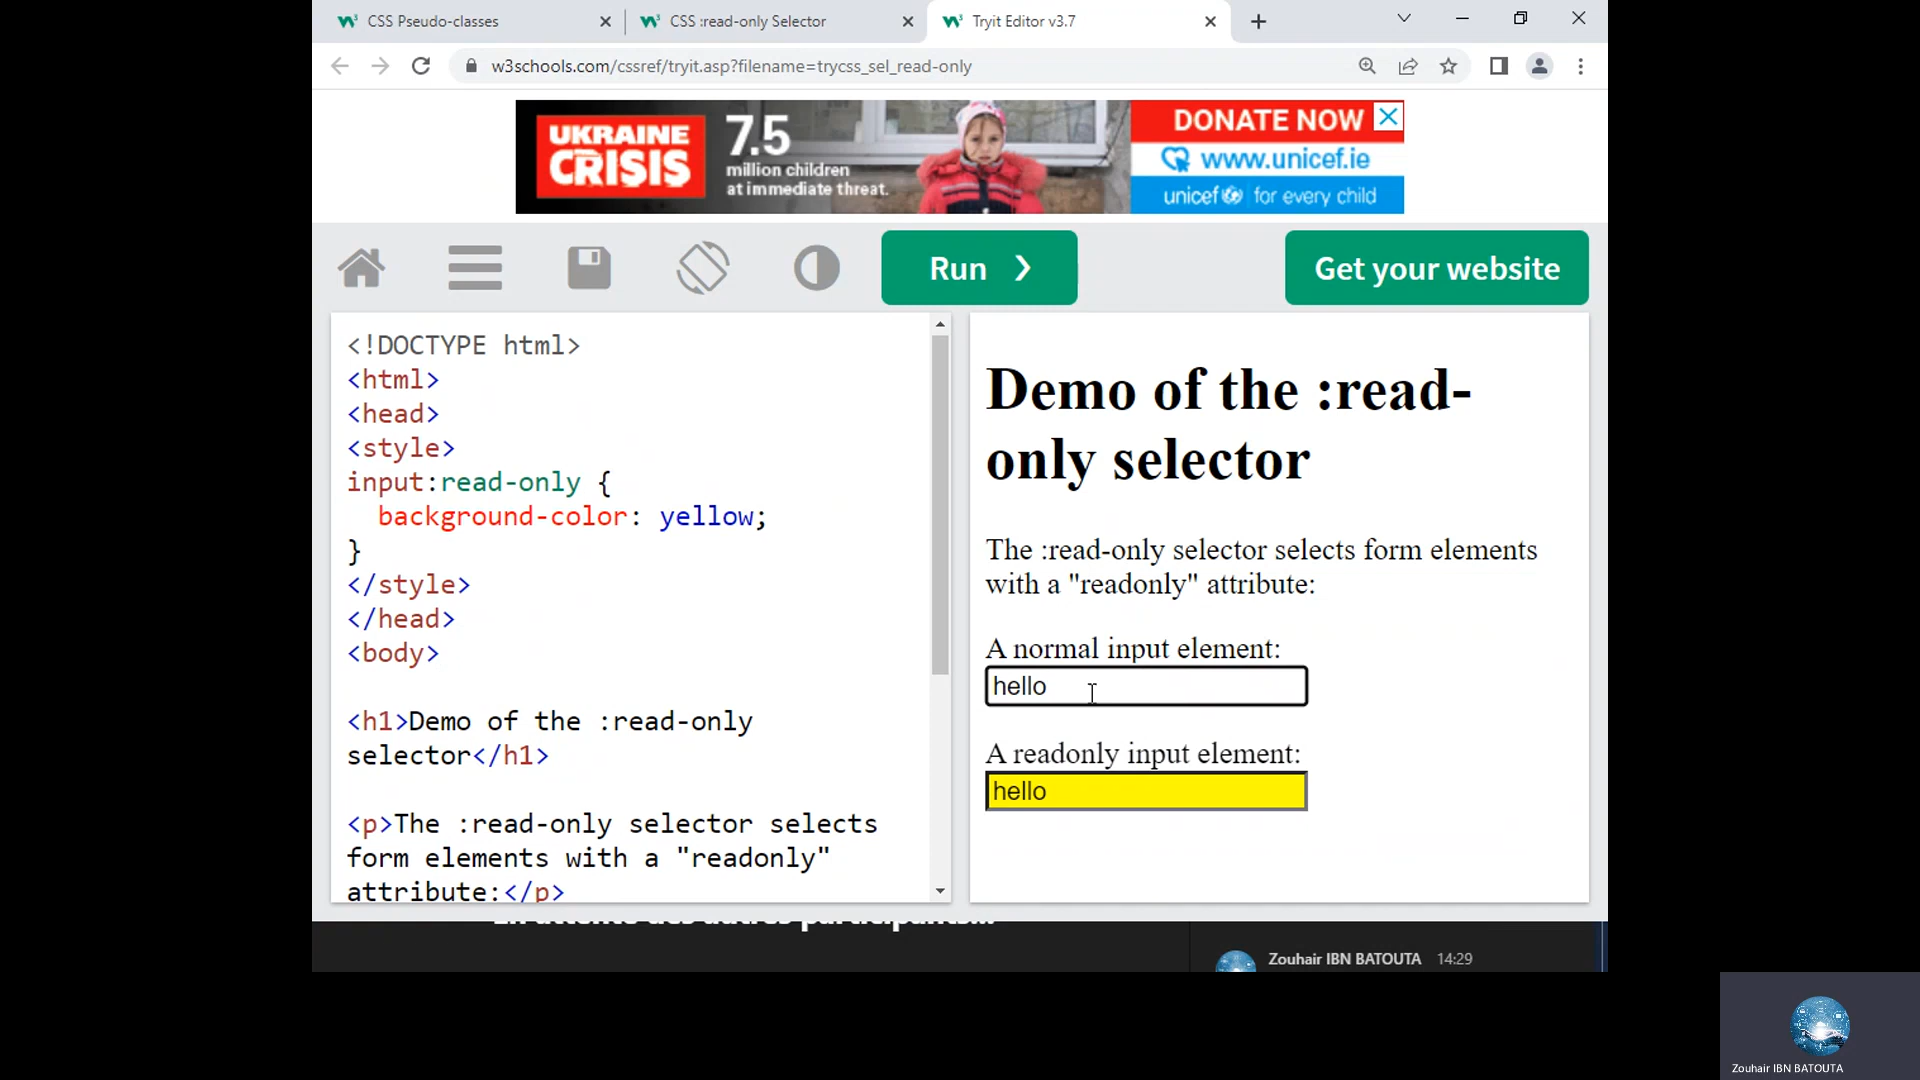 CSS Pseudo-classes
CSS :read-only Selector
Tryit Editor v3.7
w3schools.com/cssref/tryit.asp?filename=trycss_sel_read-only
UKRAINE
CRISIS
7.5
million children
at immediate threat.
DONATE NOW
www.unicef.ie
unicef for every child
Run ❯
Get your website
<!DOCTYPE html>
<html>
<head>
<style>
input:read-only {
  background-color: yellow;
}
</style>
</head>
<body>
<h1>Demo of the :read-only
selector</h1>
<p>The :read-only selector selects
form elements with a "readonly"
attribute:</p>
Demo of the :read-
only selector
The :read-only selector selects form elements
with a "readonly" attribute:
A normal input element:
hello
A readonly input element:
hello
Zouhair IBN BATOUTA 14:29
Zouhair IBN BATOUTA